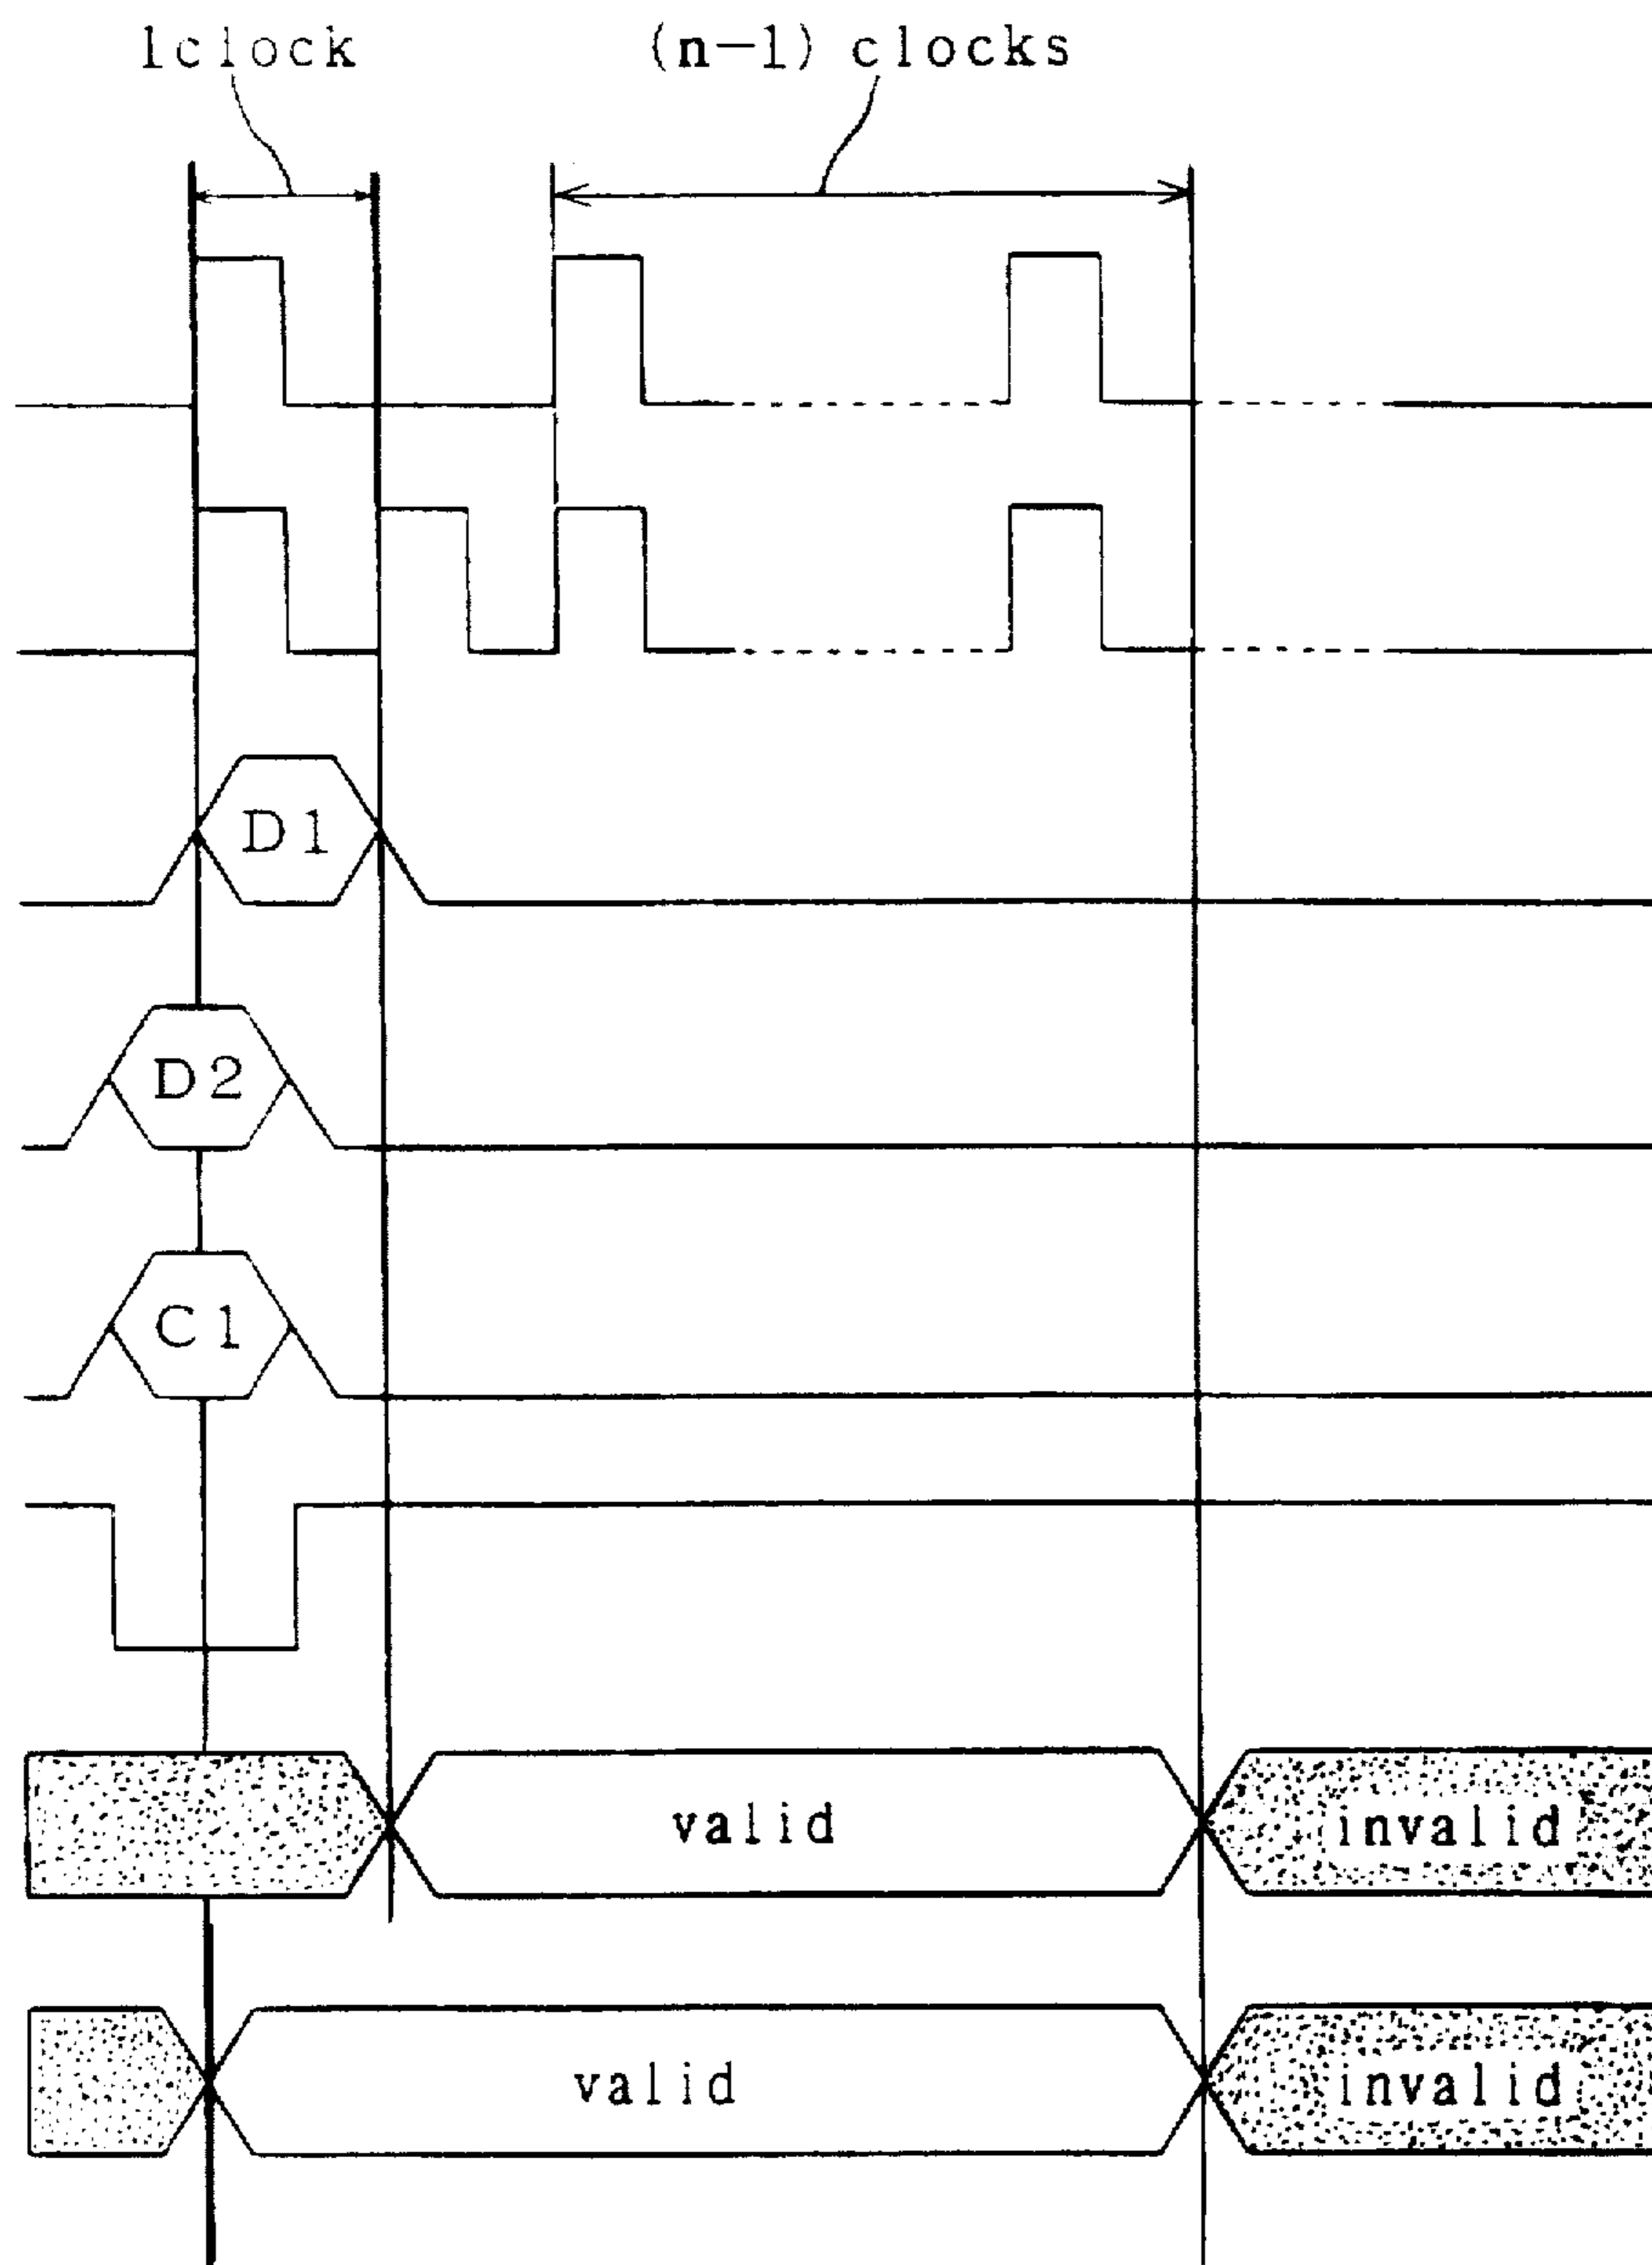 1clock
(n-1) clocks
D1
D2
C1
valid
invalid
valid
invalid